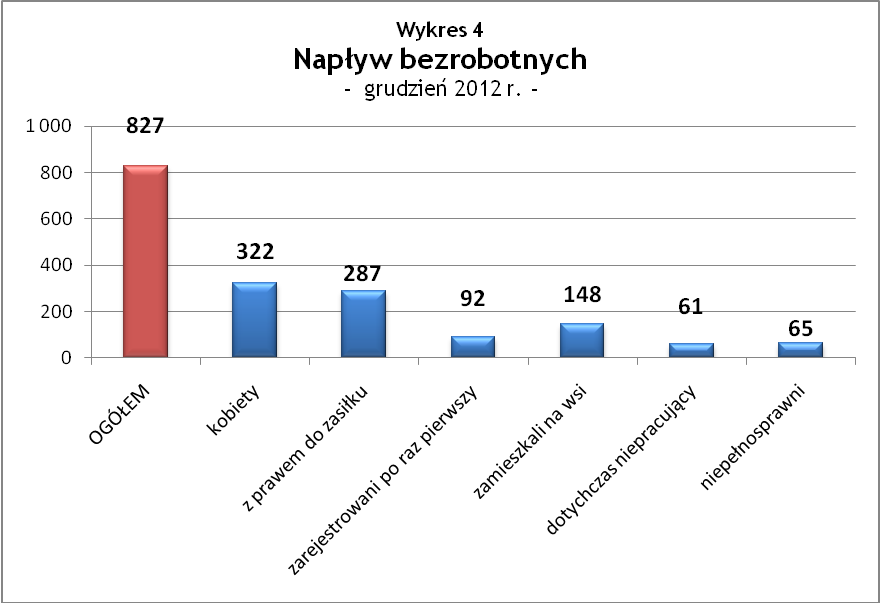 Wykres 4
Napływ bezrobotnych
- grudzień 2012 r. -
1 000
800
600
400
200
0
827
322
287
92
148
61
65
OGÓŁEM
kobiety
z prawem do zasiłku
zarejestrowani po raz pierwszy
zamieszkali na wsi
dotychczas niepracujący
niepełnosprawni